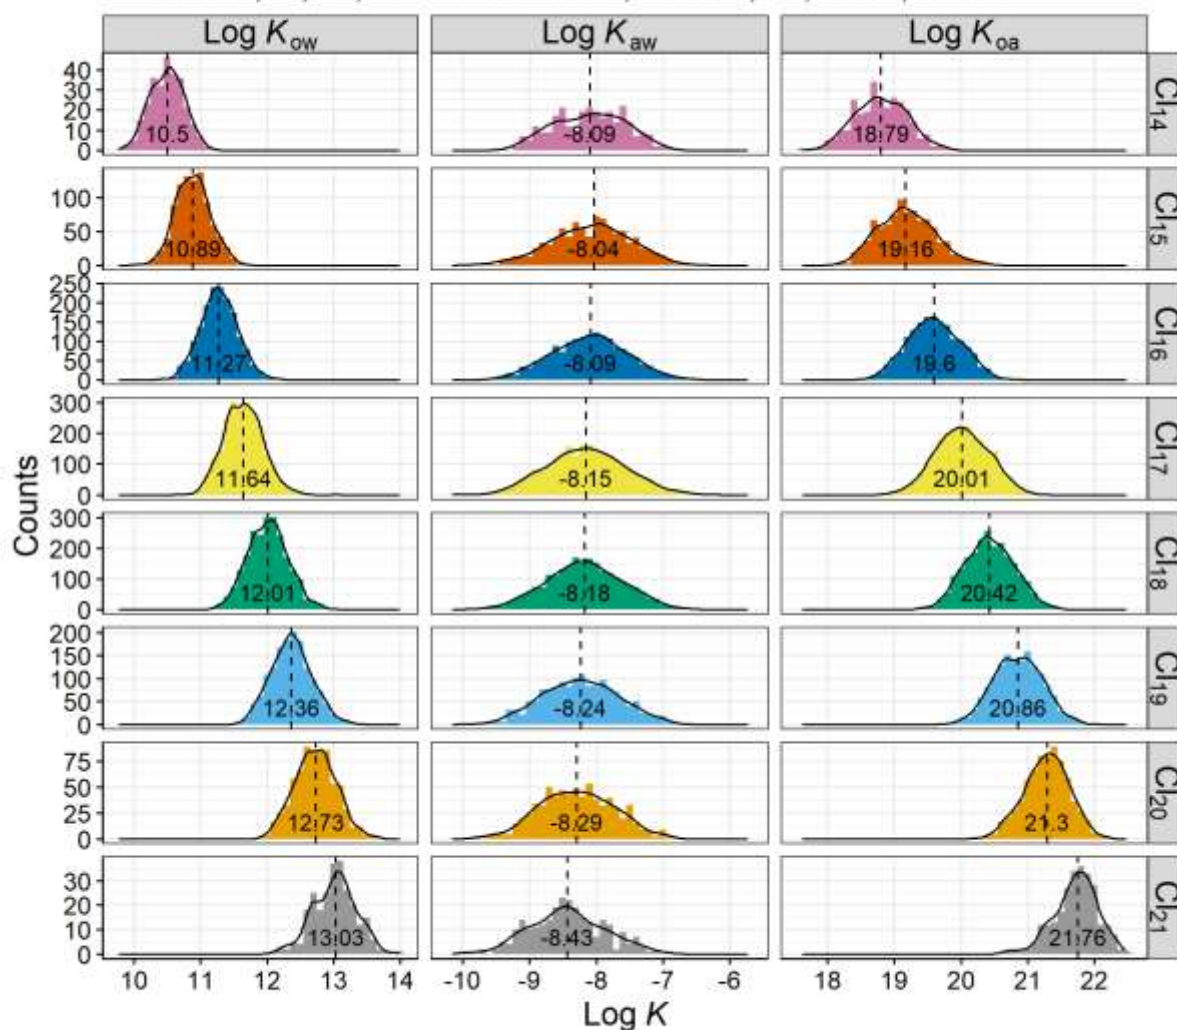 Log Kow Log Kaw Log Koa
40 30 20 10 0 10.5 -8.09 18.79 Cl14
100 50 0 10.89 -8.04 19.16 Cl15
250 200 150 100 50 0 11.27 -8.09 19.6 Cl16
300 200 100 0 11.64 -8.15 20.01 Cl17
Counts
300 200 100 0 12.01 -8.18 20.42 Cl18
200 150 100 50 0 12.36 -8.24 20.86 Cl19
75 50 25 0 12.73 -8.29 21.3 Cl20
30 20 10 0 13.03 -8.43 21.76 Cl21
10 11 12 13 14 -10 -9 -8 -7 -6 18 19 20 21 22
Log K